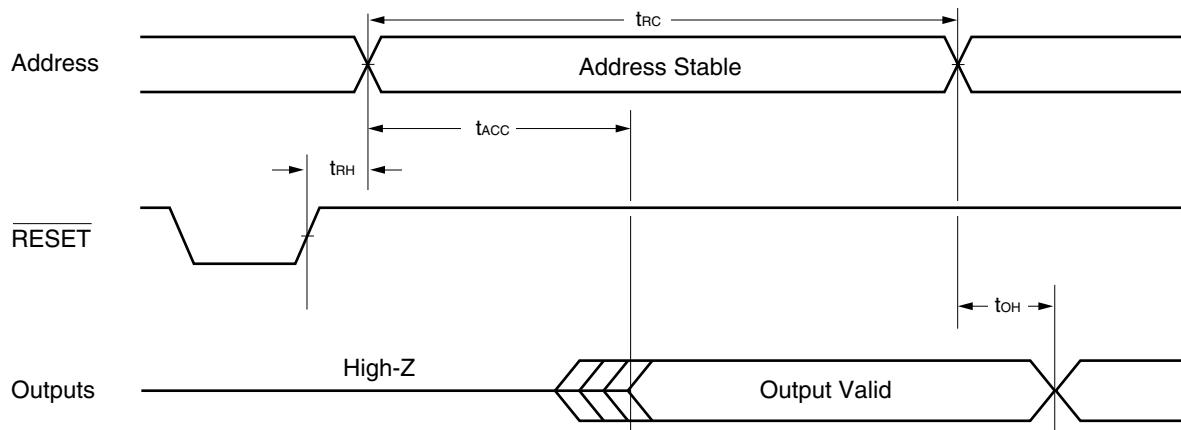 tRC
Address
Address Stable
tACC
tRH
RESET
tOH
High-Z
Outputs
Output Valid